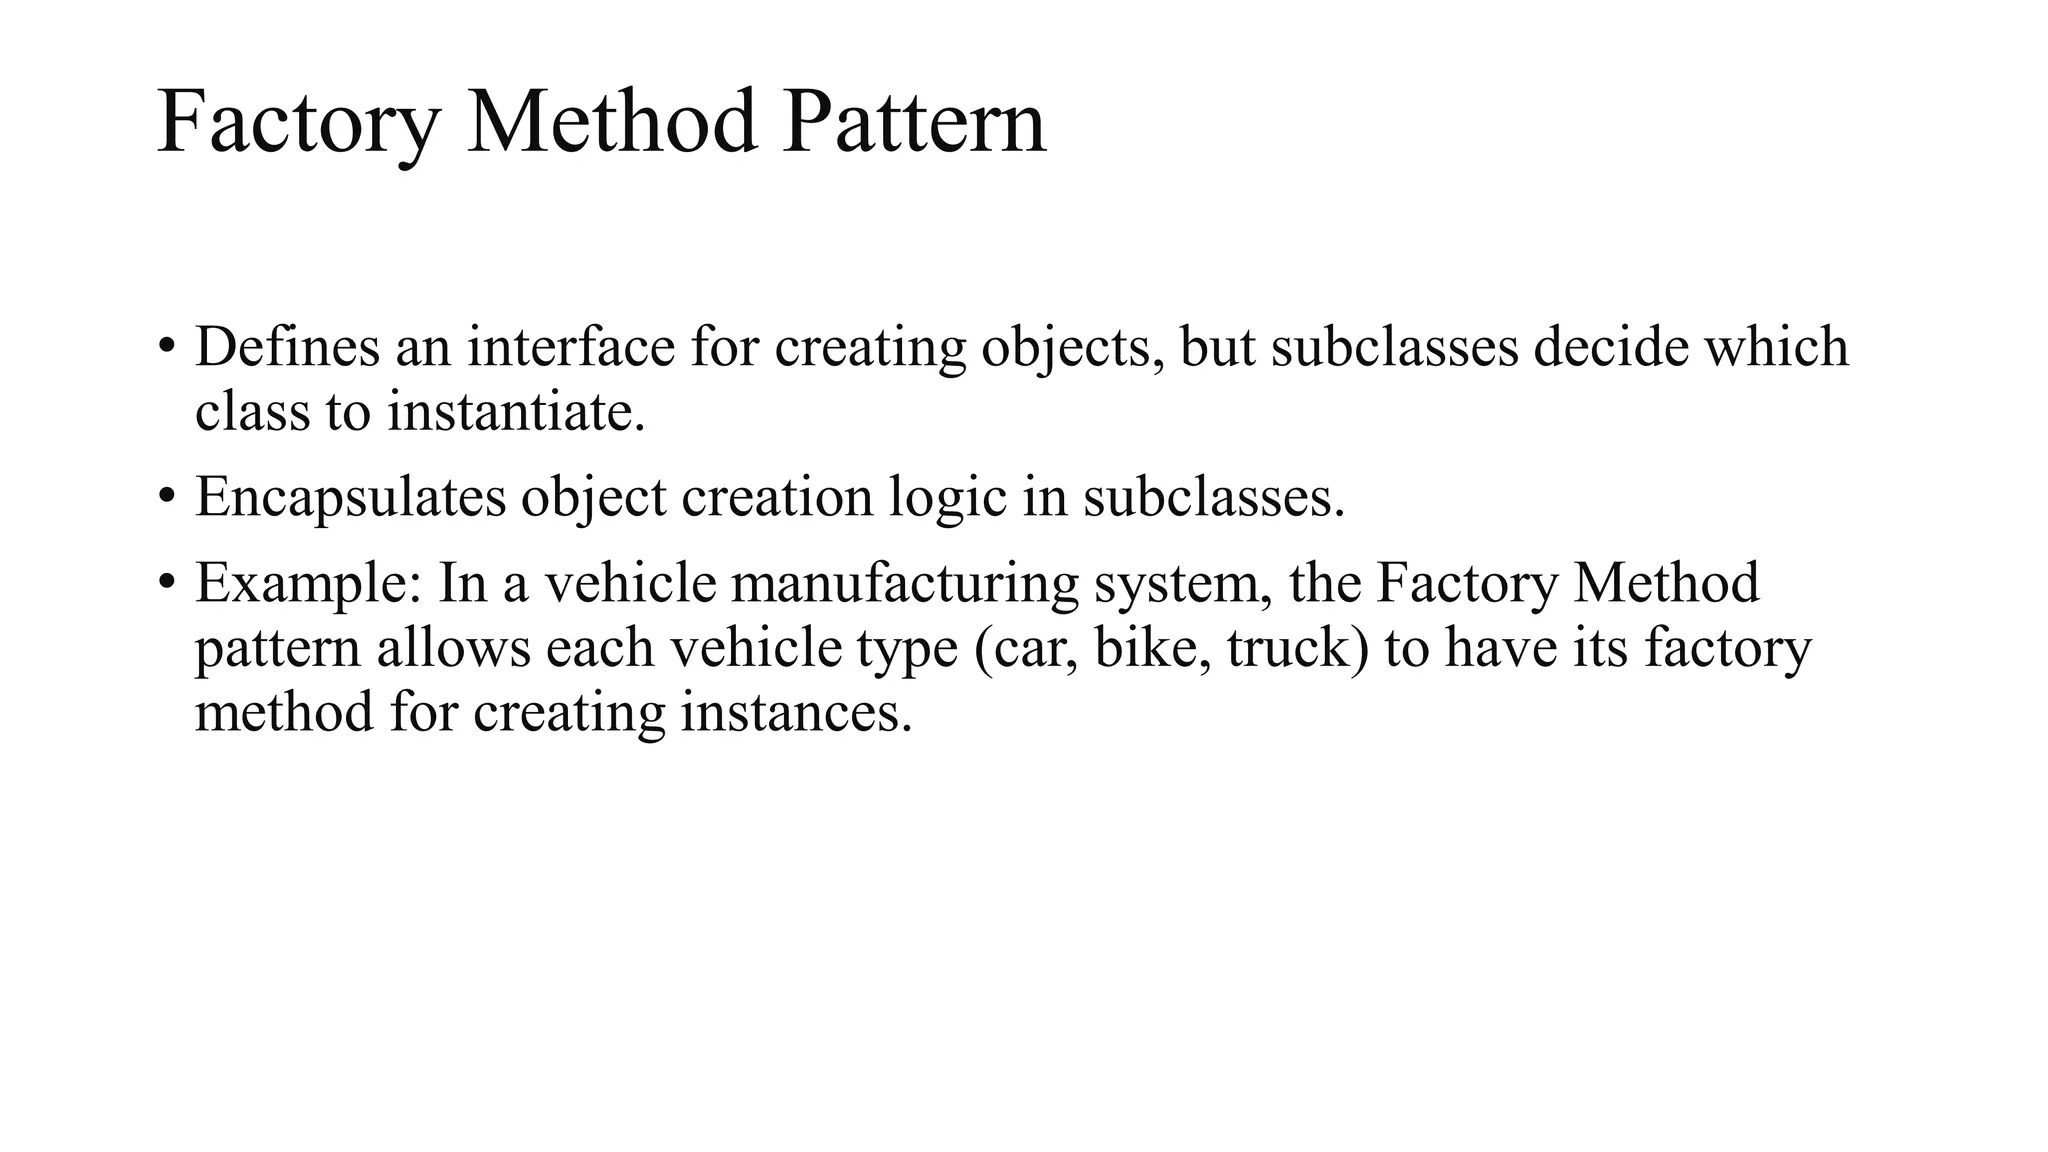 Factory Method Pattern
• Defines an interface for creating objects, but subclasses decide which
class to instantiate.
• Encapsulates object creation logic in subclasses.
• Example: In a vehicle manufacturing system, the Factory Method
pattern allows each vehicle type (car, bike, truck) to have its factory
method for creating instances.